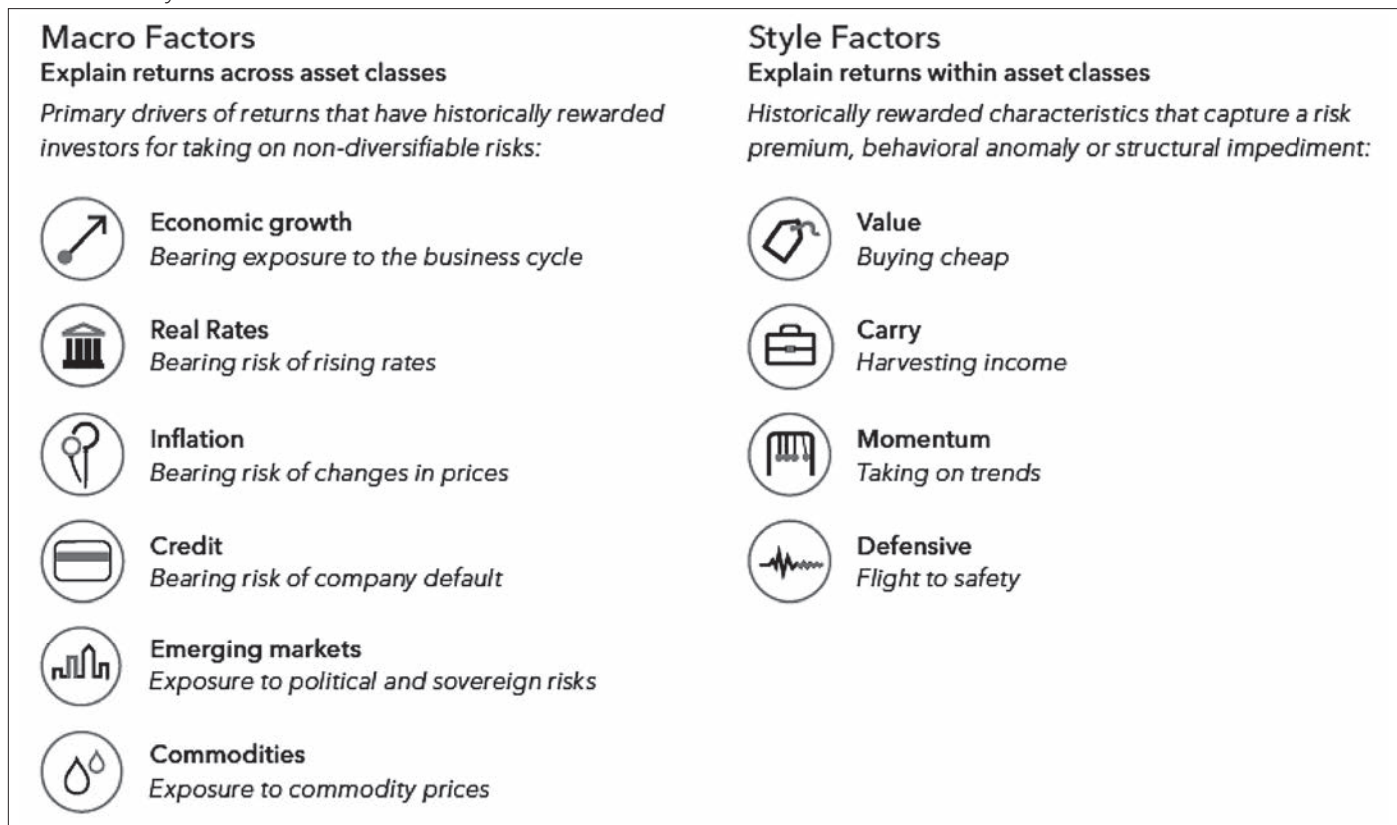 Macro Factors
Explain returns across asset classes
Primary drivers of returns that have historically rewarded
investors for taking on non-diversifiable risks:
Economic growth
Bearing exposure to the business cycle
Real Rates
Bearing risk of rising rates
Inflation
Bearing risk of changes in prices
Credit
Bearing risk of company default
Emerging markets
Exposure to political and sovereign risks
Commodities
Exposure to commodity prices
Style Factors
Explain returns within asset classes
Historically rewarded characteristics that capture a risk
premium, behavioral anomaly or structural impediment:
Value
Buying cheap
Carry
Harvesting income
Momentum
Taking on trends
Defensive
Flight to safety